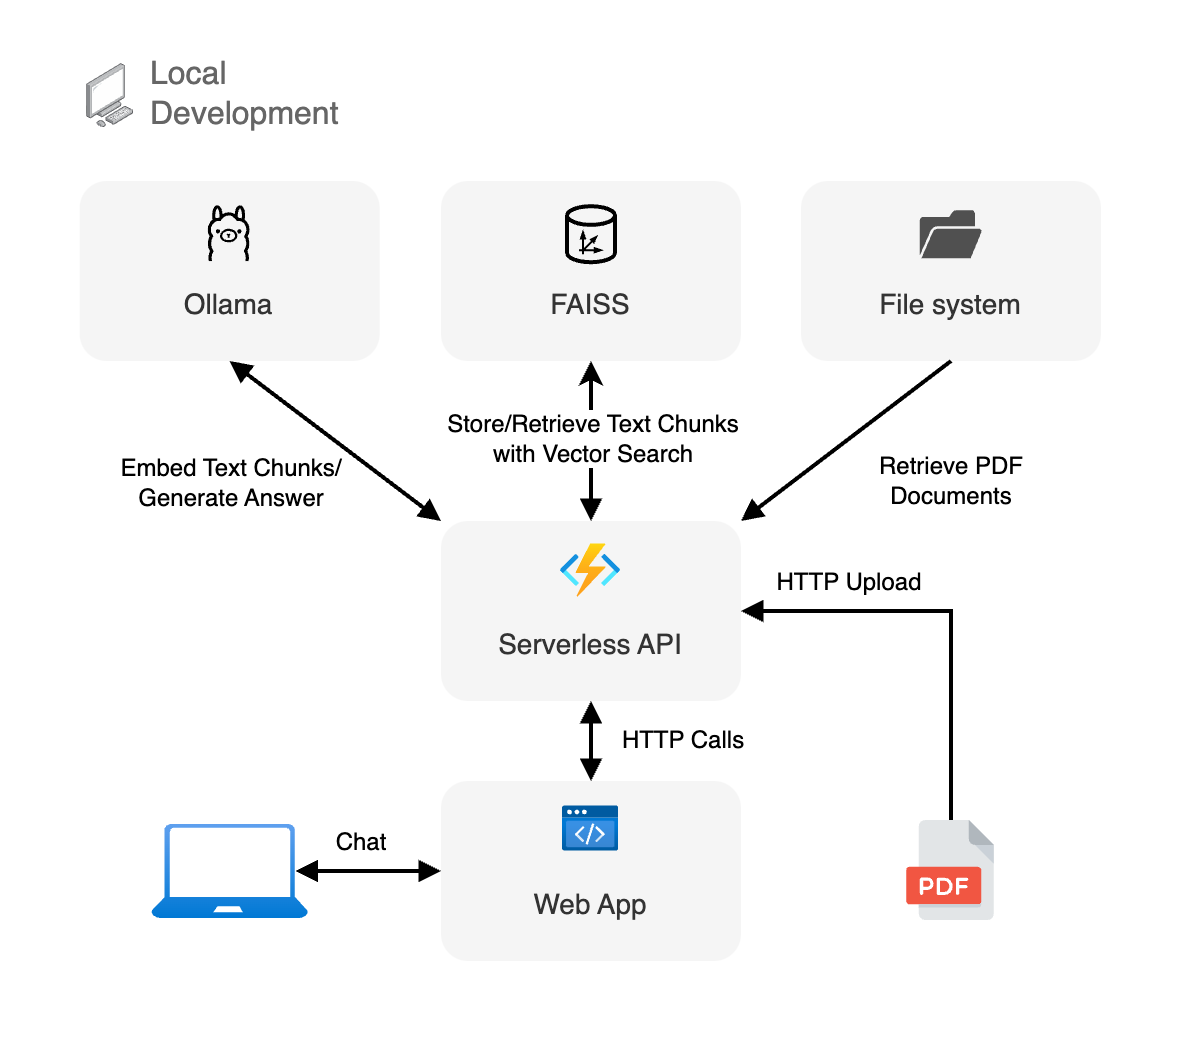 Local
Development
Ollama
FAISS
File system
Store/Retrieve Text Chunks
with Vector Search
Embed Text Chunks/
Generate Answer
Retrieve PDF
Documents
HTTP Upload
Serverless API
HTTP Calls
Chat
Web App
PDF